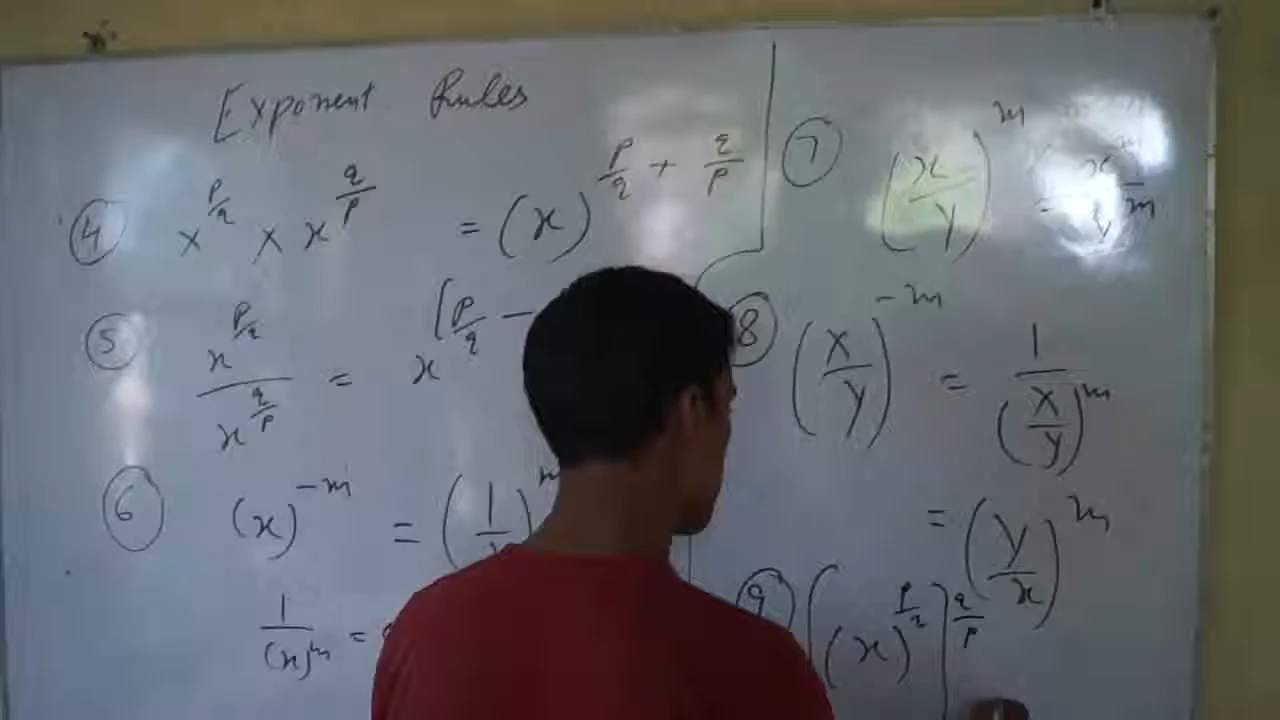 Exponent Rules
④ x^(p/q) × x^(q/p) = (x)^(p/q + q/p)
⑤ x^(p/q) / x^(q/p) = x^[p/q −
⑥ (x)^(-m) = (1/x)^m
1/(x)^m =
⑦ (x/y)^m = x^m/y^m
⑧ (x/y)^(-m) = 1/(x/y)^m
= (y/x)^m
⑨ [(x)^(p/q)]^(q/p)